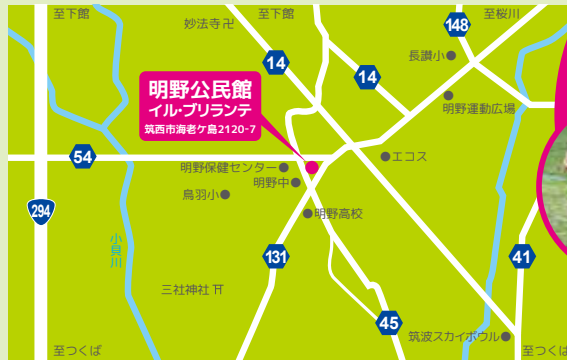 至下館
妙法寺卍
至下館
至桜川
148
14
14
長讃小
明野公民館
イル・ブリランテ
筑西市海老ケ島2120-7
明野運動広場
54
明野保健センター
エコス
明野中
鳥羽小
294
明野高校
小貝川
131
41
三社神社
45
筑波スカイボウル
至つくば
至つくば